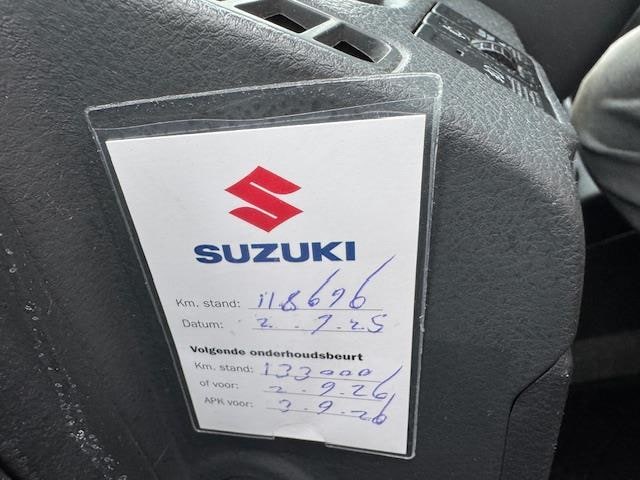 SUZUKI
Km. stand: 118696
Datum: 2.9.25
Volgende onderhoudsbeurt
Km. stand: 133000
of voor: 2.9.26
APK voor: 3.9.26